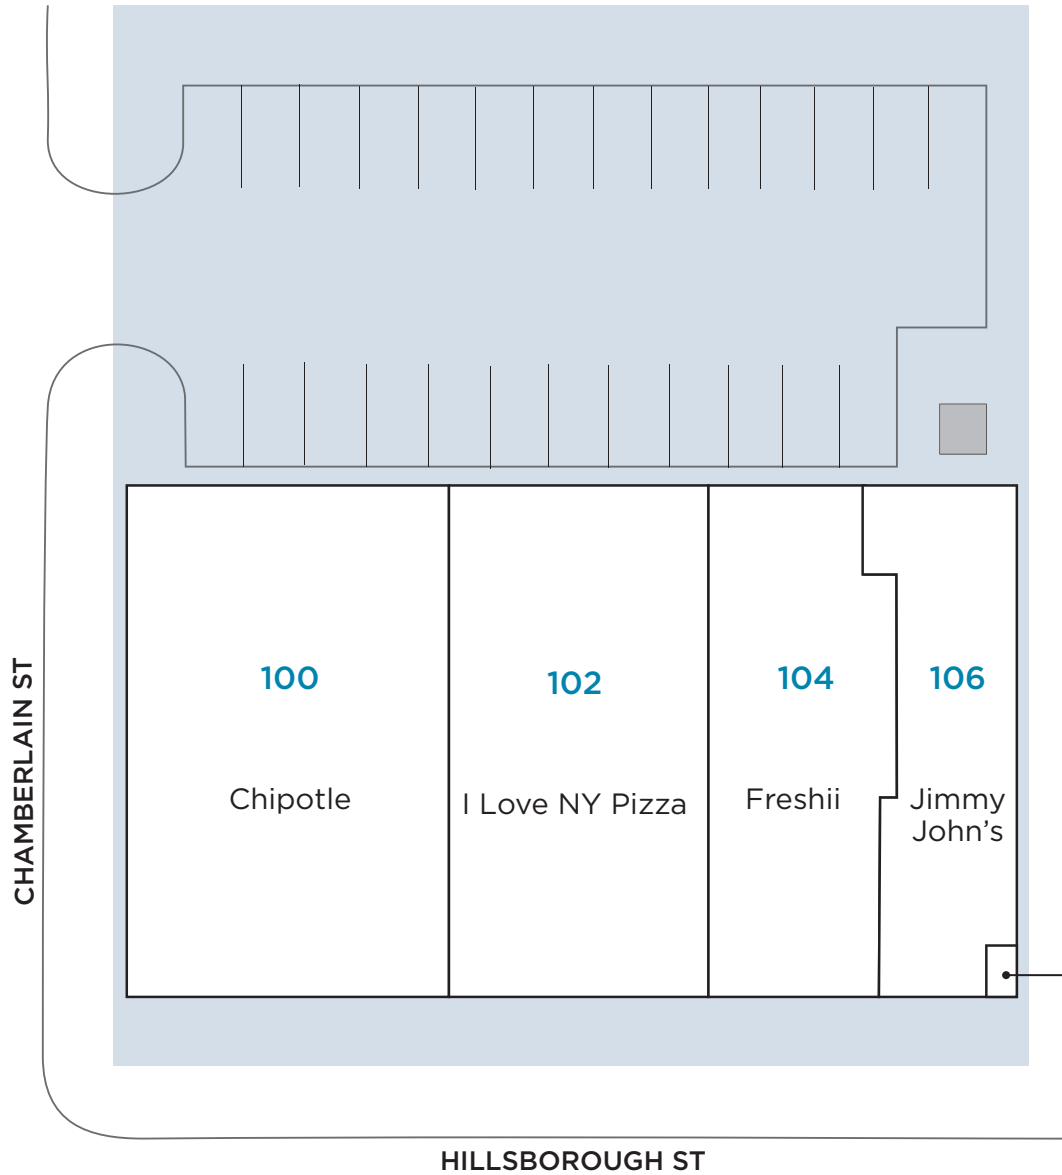 100
102
104
106
Chipotle
I Love NY Pizza
Freshii
Jimmy
John’s
CHAMBERLAIN ST
HILLSBOROUGH ST